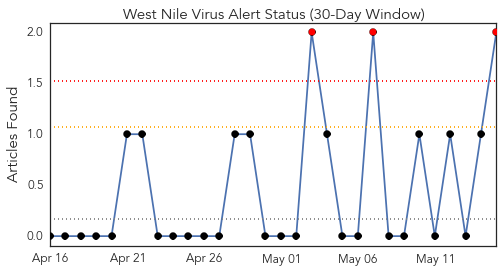 West Nile Virus Alert Status (30-Day Window)
Articles Found
2.0
1.5
1.0
0.5
0.0
Apr 16 Apr 21 Apr 26 May 01 May 06 May 11